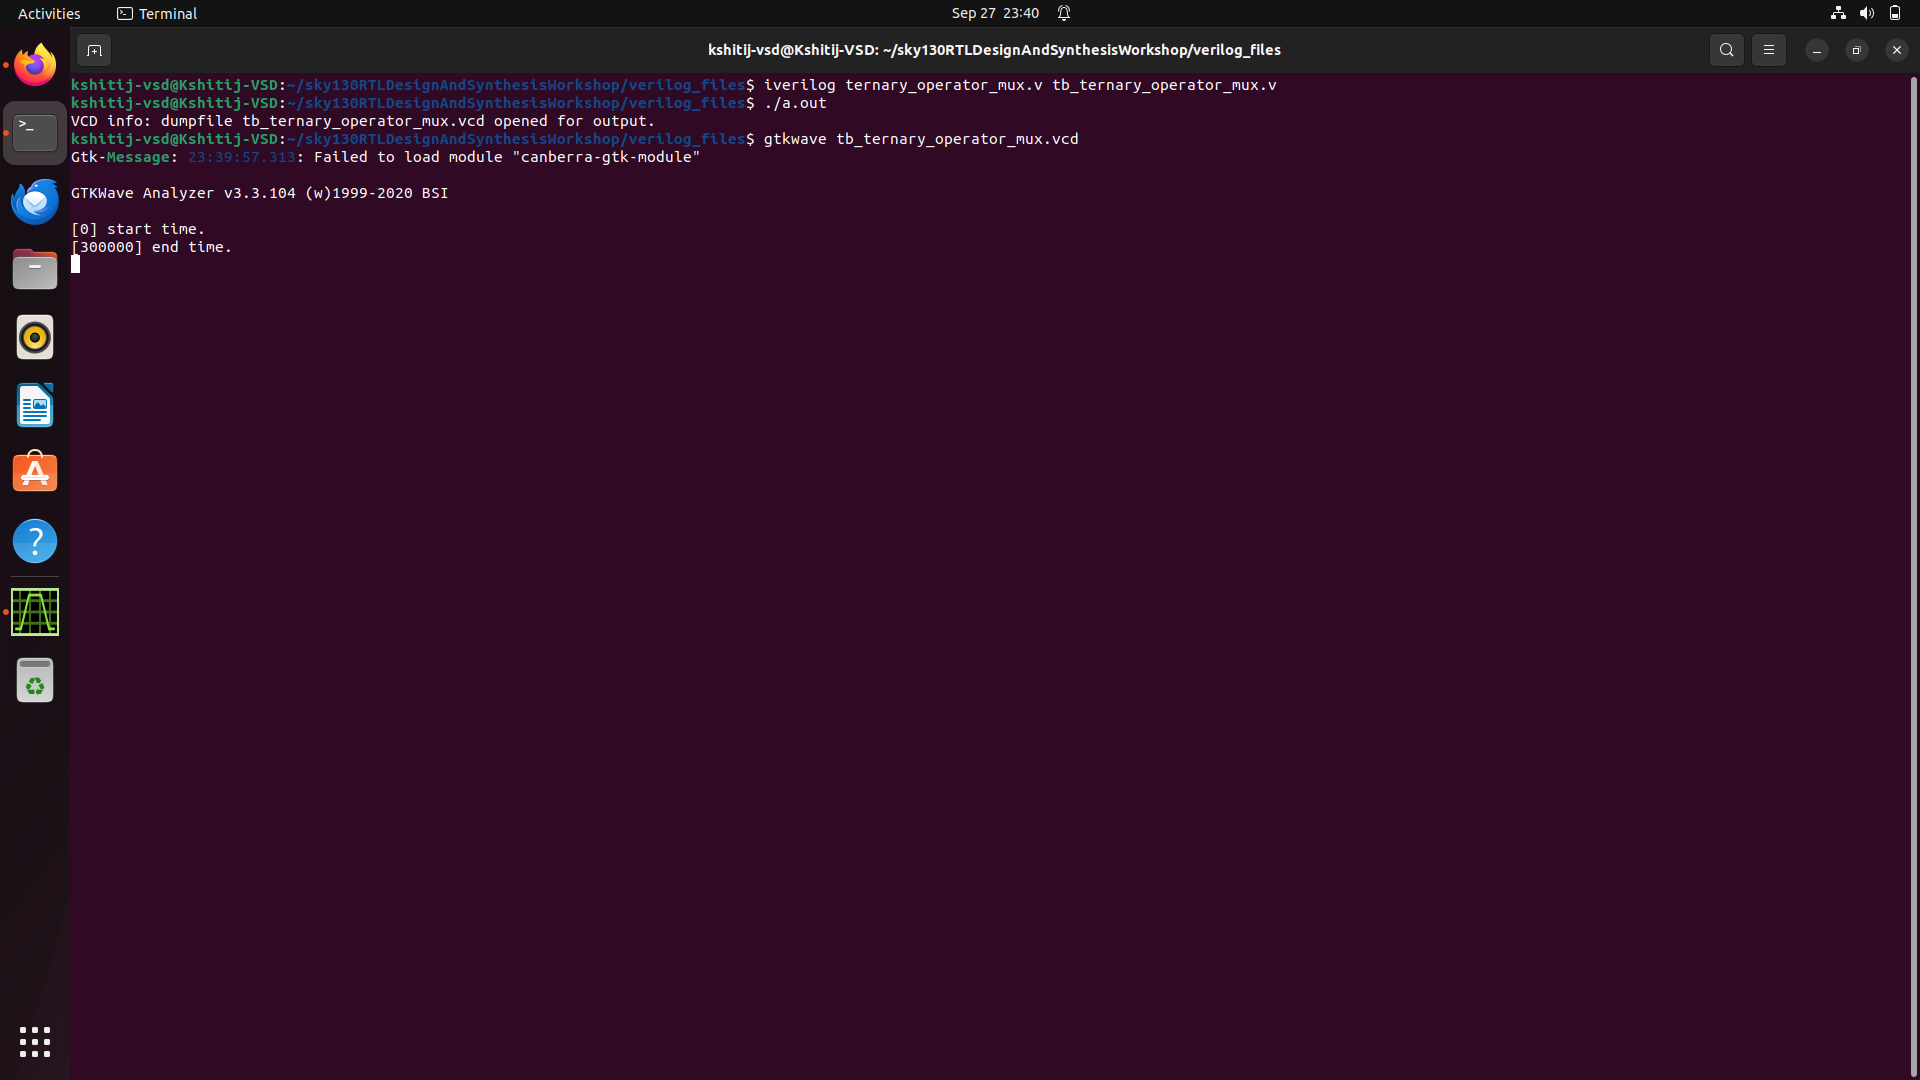 Activities Terminal Sep 27 23:40
kshitij-vsd@Kshitij-VSD: ~/sky130RTLDesignAndSynthesisWorkshop/verilog_files
kshitij-vsd@Kshitij-VSD:~/sky130RTLDesignAndSynthesisWorkshop/verilog_files$ iverilog ternary_operator_mux.v tb_ternary_operator_mux.v
kshitij-vsd@Kshitij-VSD:~/sky130RTLDesignAndSynthesisWorkshop/verilog_files$ ./a.out
VCD info: dumpfile tb_ternary_operator_mux.vcd opened for output.
kshitij-vsd@Kshitij-VSD:~/sky130RTLDesignAndSynthesisWorkshop/verilog_files$ gtkwave tb_ternary_operator_mux.vcd
Gtk-Message: 23:39:57.313: Failed to load module "canberra-gtk-module"
GTKWave Analyzer v3.3.104 (w)1999-2020 BSI
[0] start time.
[300000] end time.